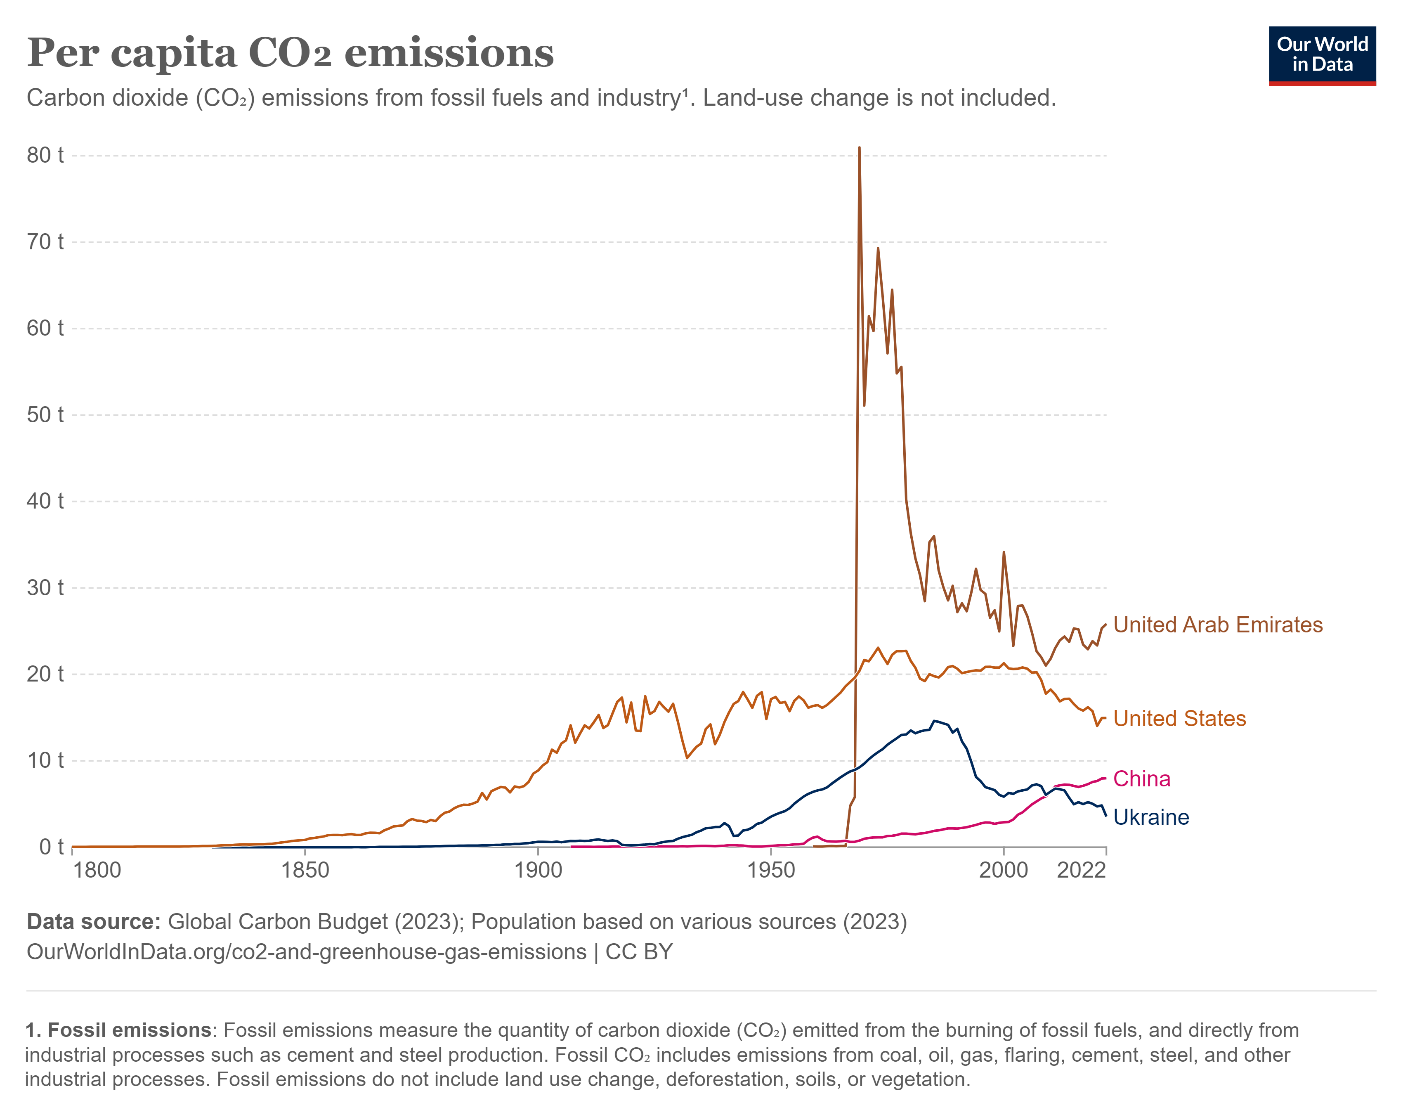 Per capita CO₂ emissions
Our World
in Data
Carbon dioxide (CO₂) emissions from fossil fuels and industry¹. Land-use change is not included.
80 t
70 t
60 t
50 t
40 t
30 t
20 t
10 t
0 t
United Arab Emirates
United States
China
Ukraine
1800 1850 1900 1950 2000 2022
Data source: Global Carbon Budget (2023); Population based on various sources (2023)
OurWorldInData.org/co2-and-greenhouse-gas-emissions | CC BY
1. Fossil emissions: Fossil emissions measure the quantity of carbon dioxide (CO₂) emitted from the burning of fossil fuels, and directly from
industrial processes such as cement and steel production. Fossil CO₂ includes emissions from coal, oil, gas, flaring, cement, steel, and other
industrial processes. Fossil emissions do not include land use change, deforestation, soils, or vegetation.